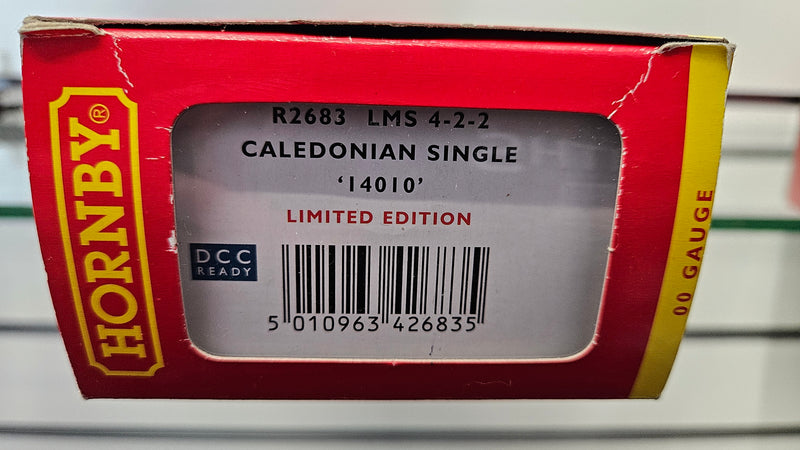 HORNBY®
R2683 LMS 4-2-2
CALEDONIAN SINGLE
‘14010’
LIMITED EDITION
DCC
READY
5 010963 426835
00 GAUGE